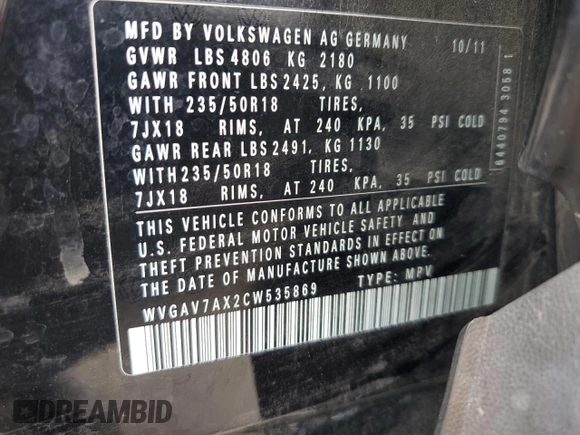 MFD BY VOLKSWAGEN AG GERMANY 10/11
GVWR LBS 4806 KG 2180
GAWR FRONT LBS 2425, KG 1100
WITH 235/50R18 TIRES,
7JX18 RIMS, AT 240 KPA, 35 PSI COLD
GAWR REAR LBS 2491, KG 1130
WITH 235/50R18 TIRES,
7JX18 RIMS, AT 240 KPA, 35 PSI COLD
THIS VEHICLE CONFORMS TO ALL APPLICABLE
U.S. FEDERAL MOTOR VEHICLE SAFETY AND
THEFT PREVENTION STANDARDS IN EFFECT ON
THE DATE OF MANUFACTURE SHOWN ABOVE.
WVGAV7AX2CW535869 TYPE: MPV
6440794 3058 1
DREAMBID